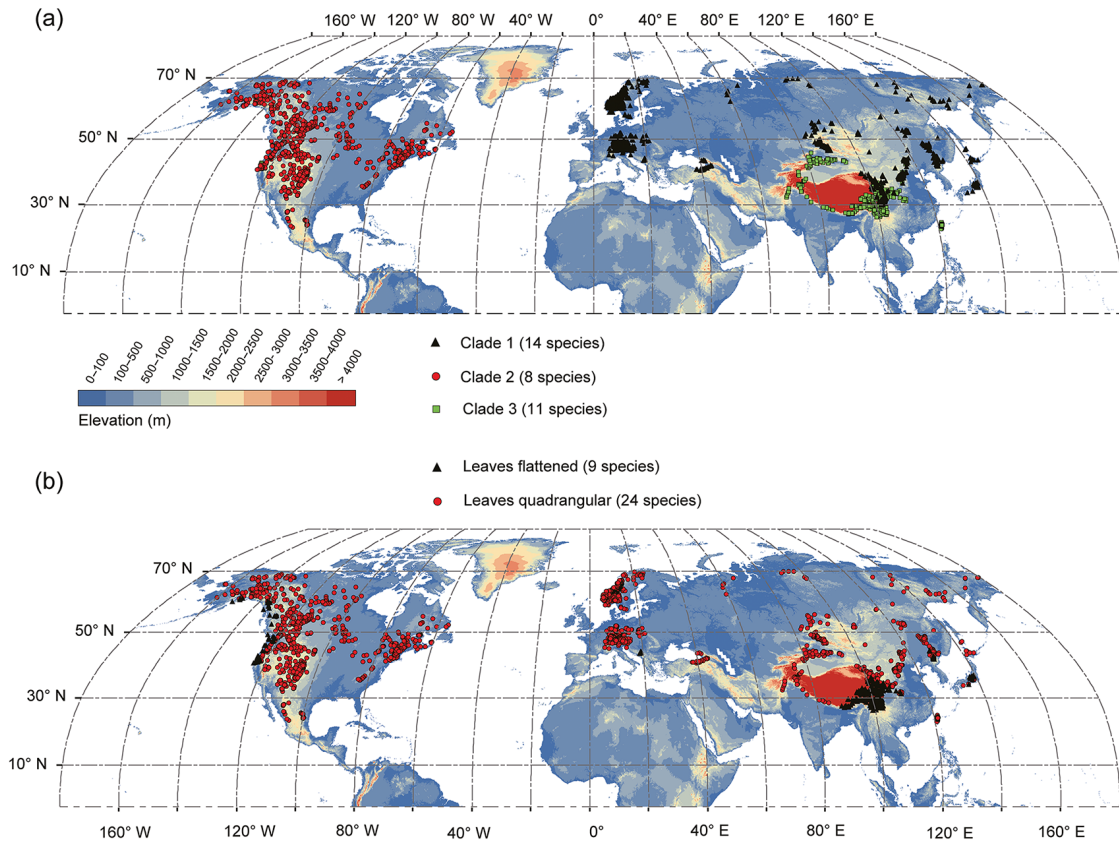 (a)
160° W 120° W 80° W 40° W 0° 40 E 80° E 120° E 160° E
70° N
50° N
30° N
10° N
0–100 100–500 500–1000 1000–1500 1500–2000 2000–2500 3000–3500 3500–4000 > 4000
Elevation (m)
Clade 1 (14 species)
Clade 2 (8 species)
Clade 3 (11 species)
(b)
Leaves flattened (9 species)
Leaves quadrangular (24 species)
70° N
50° N
30° N
10° N
160° W 120° W 80° W 40° W 0° 40° E 80° E 120° E 160° E